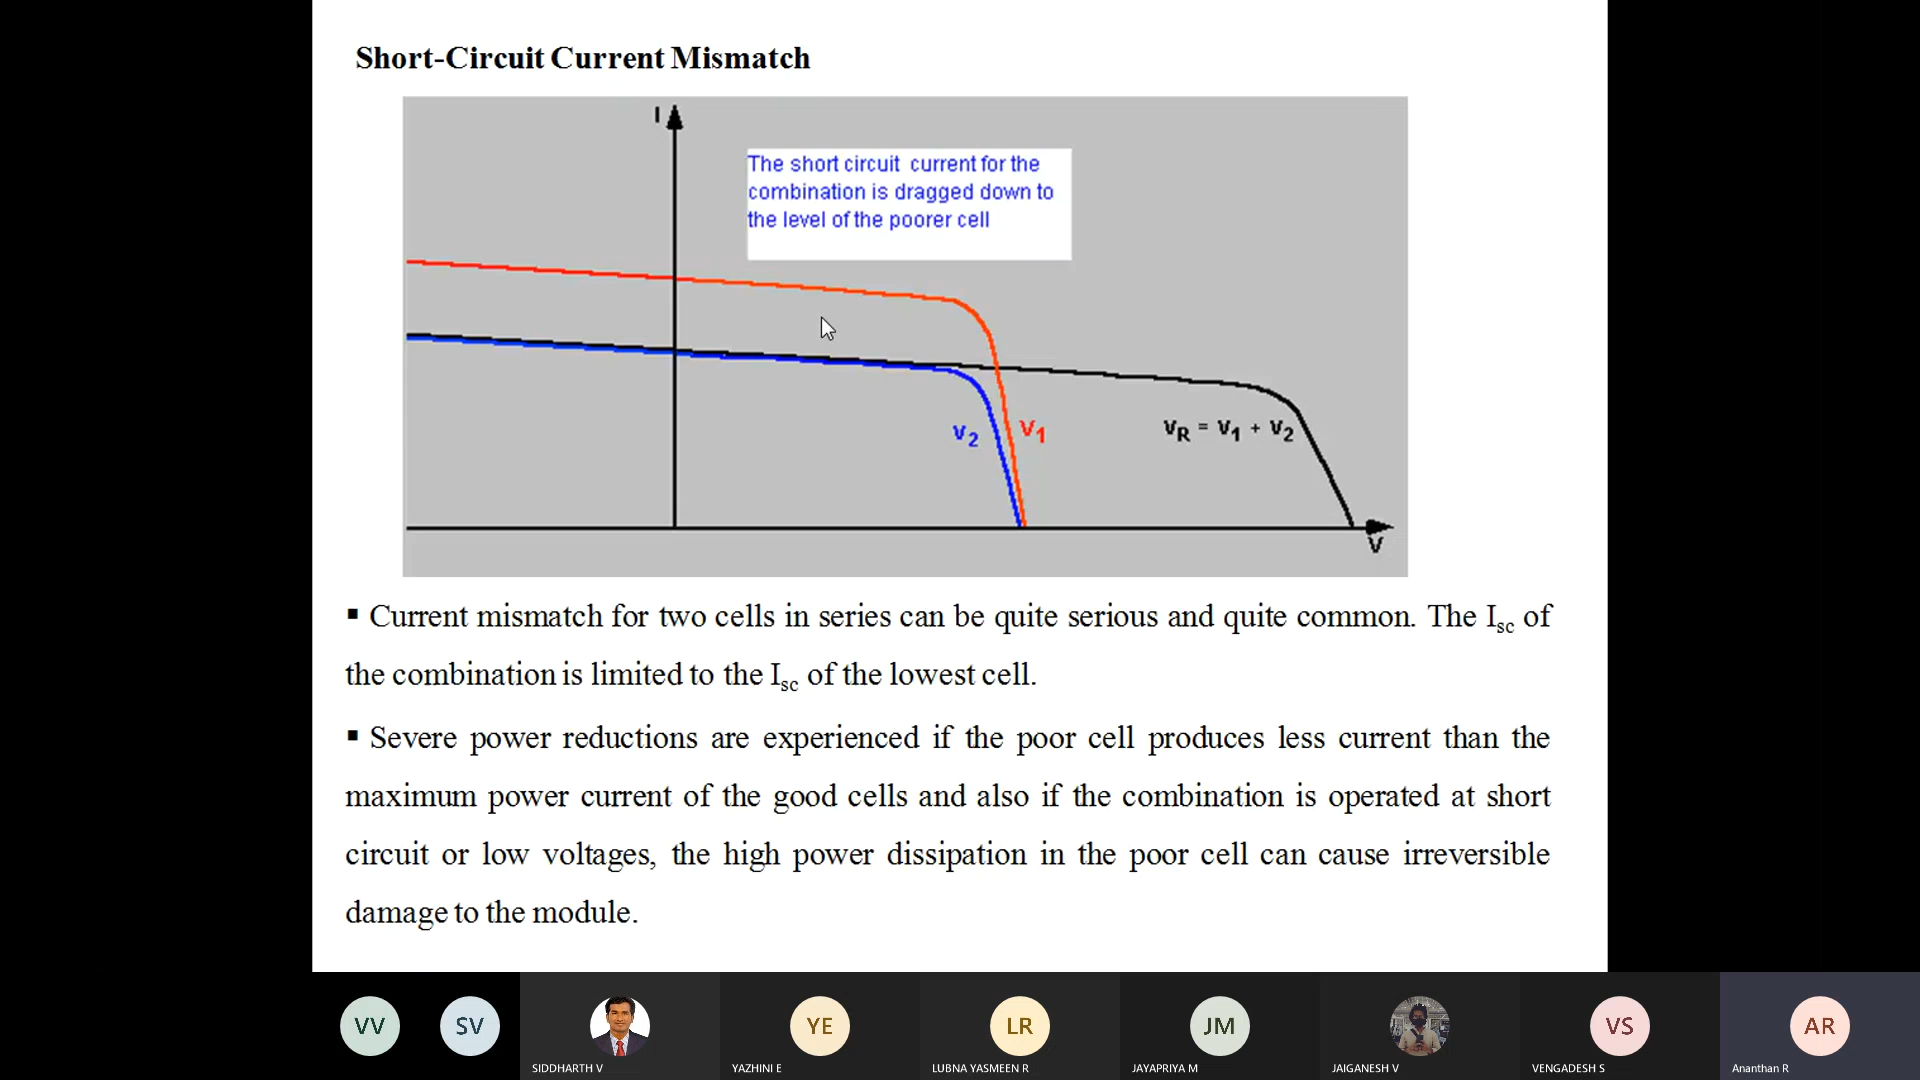 Short-Circuit Current Mismatch
I
The short circuit current for the
combination is dragged down to
the level of the poorer cell
V2
V1
VR = V1 + V2
V
▪ Current mismatch for two cells in series can be quite serious and quite common. The Isc of
the combination is limited to the Isc of the lowest cell.
▪ Severe power reductions are experienced if the poor cell produces less current than the
maximum power current of the good cells and also if the combination is operated at short
circuit or low voltages, the high power dissipation in the poor cell can cause irreversible
damage to the module.
VV
SV
YE
LR
JM
VS
AR
SIDDHARTH V
YAZHINI E
LUBNA YASMEEN R
JAYAPRIYA M
JAIGANESH V
VENGADESH S
Ananthan R